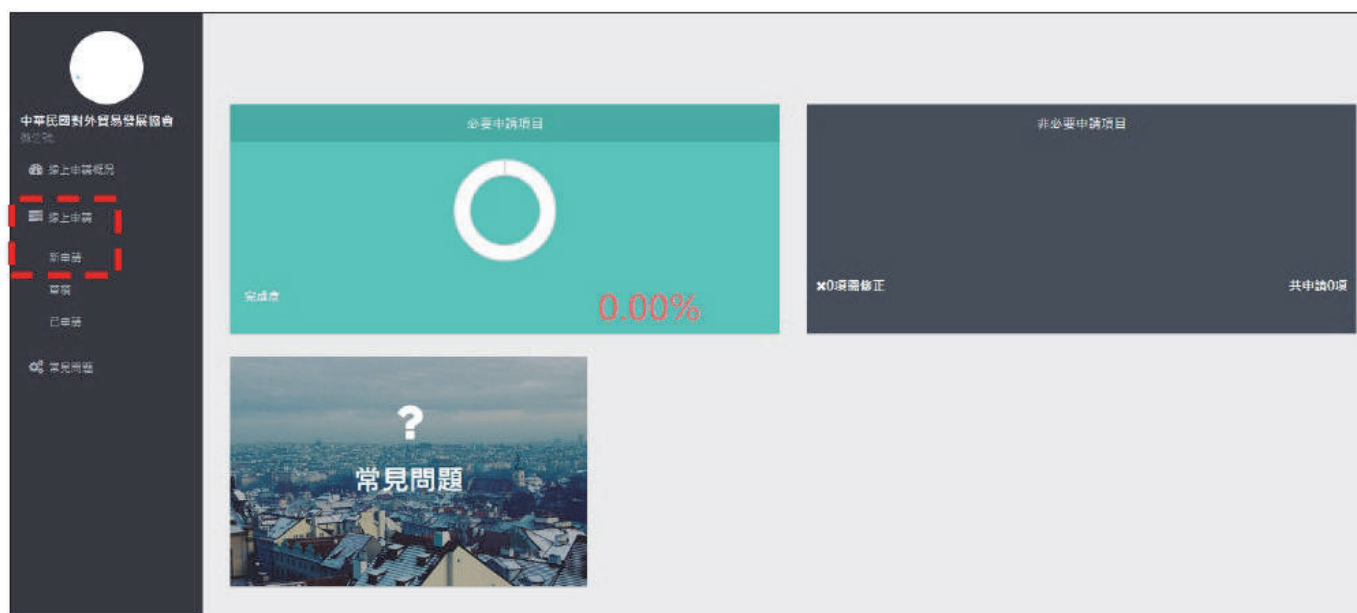 中華民國對外貿易發展協會
線上申請概況
線上申請
新申請
草稿
已申請
常見問題
必要申請項目
完成度
0.00%
非必要申請項目
✖0項需修正
共申請0項
?
常見問題